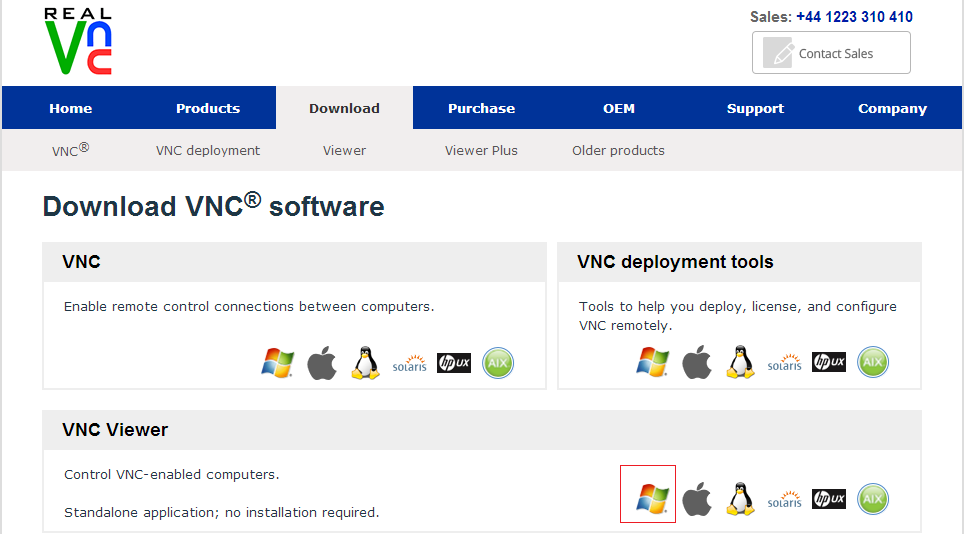 REAL
VNC
Sales: +44 1223 310 410
Contact Sales
Home Products Download Purchase OEM Support Company
VNC® VNC deployment Viewer Viewer Plus Older products
Download VNC® software
VNC
Enable remote control connections between computers.
solaris hp UX AIX
VNC deployment tools
Tools to help you deploy, license, and configure
VNC remotely.
solaris hp UX AIX
VNC Viewer
Control VNC-enabled computers.
Standalone application; no installation required.
solaris hp UX AIX